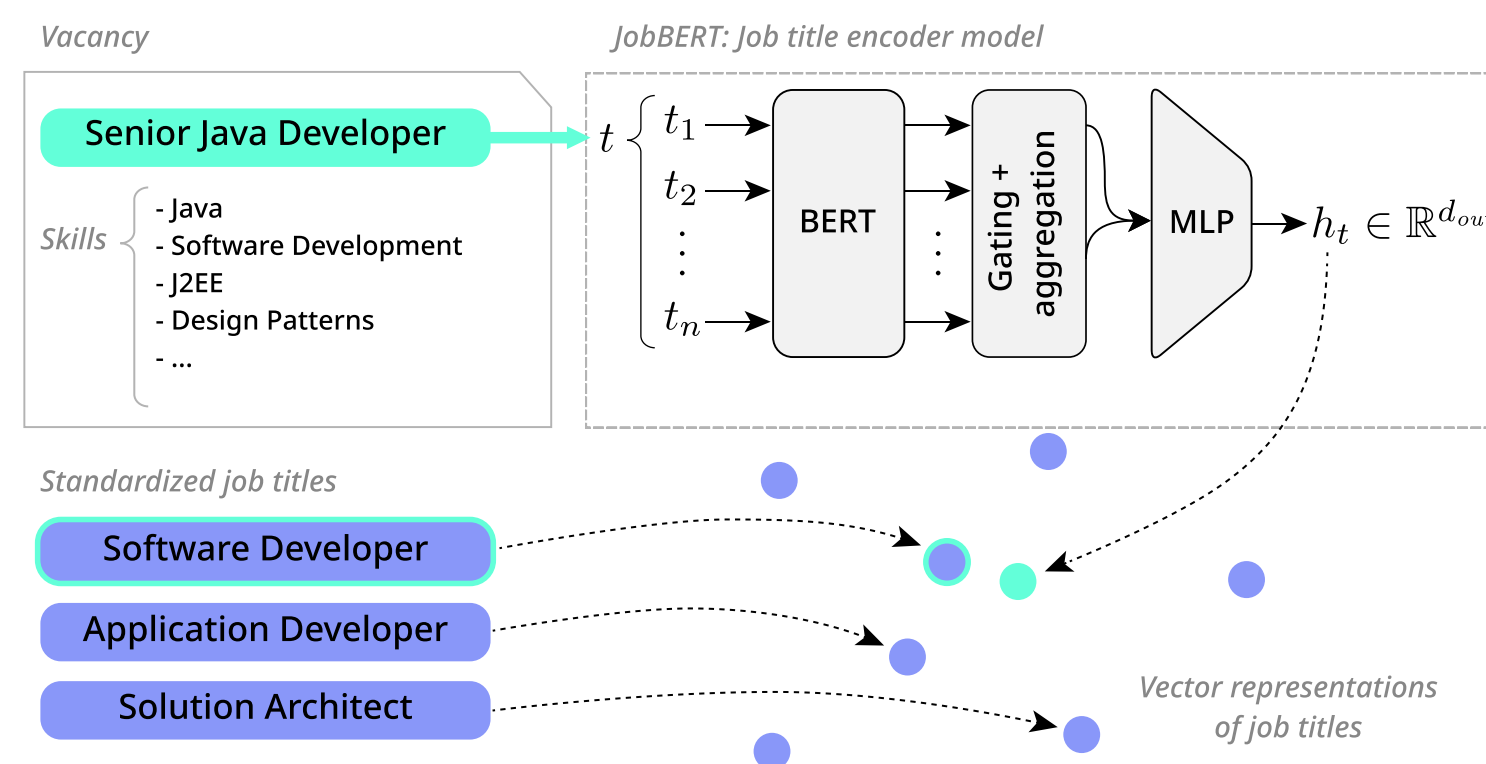 Vacancy
JobBERT: Job title encoder model
Senior Java Developer
Skills
- Java
- Software Development
- J2EE
- Design Patterns
- ...
t
t₁
t₂
⋮
tₙ
BERT
⋮
Gating +
aggregation
MLP
hₜ ∈ ℝ^d_ou
Standardized job titles
Software Developer
Application Developer
Solution Architect
Vector representations
of job titles